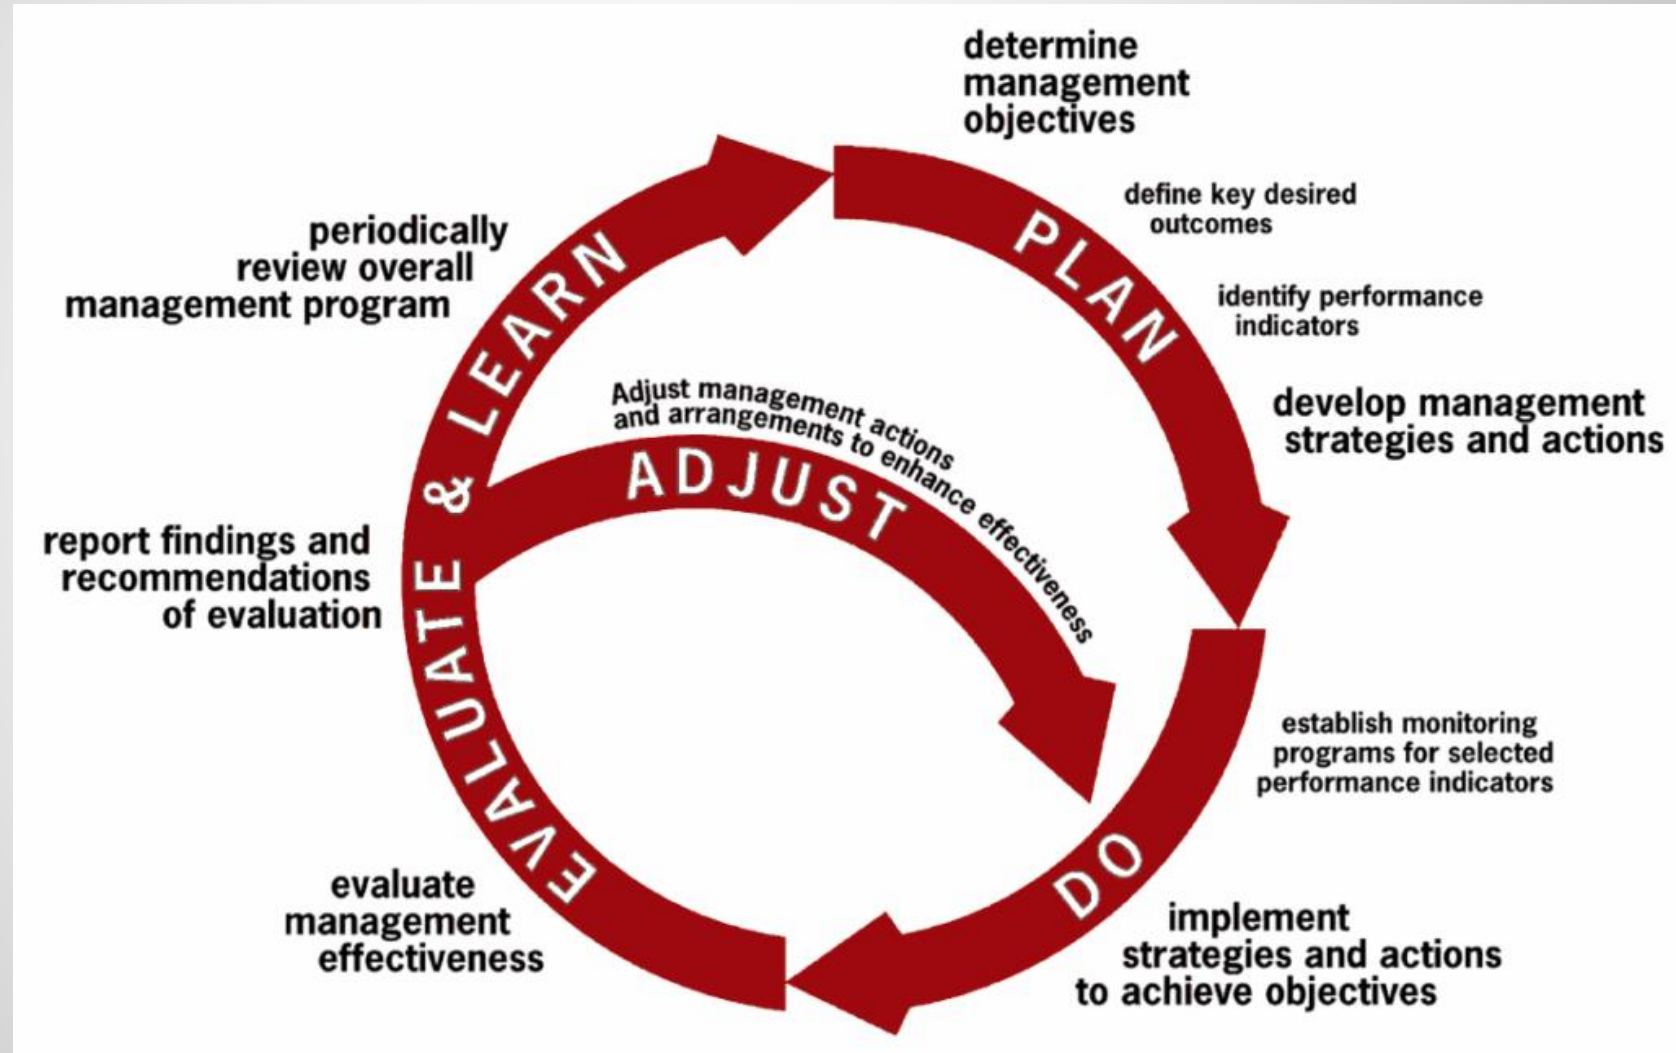 determine
management
objectives
define key desired
outcomes
identify performance
indicators
develop management
strategies and actions
PLAN
establish monitoring
programs for selected
performance indicators
DO
implement
strategies and actions
to achieve objectives
evaluate
management
effectiveness
report findings and
recommendations
of evaluation
EVALUATE & LEARN
periodically
review overall
management program
Adjust management actions
and arrangements to enhance effectiveness
ADJUST